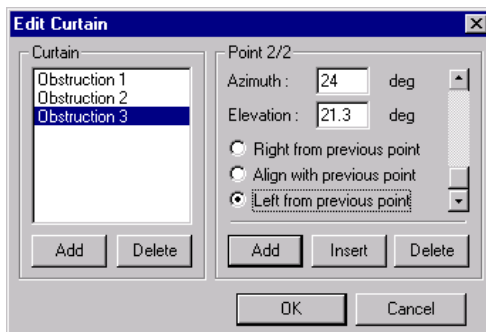 Edit Curtain
Curtain
Obstruction 1
Obstruction 2
Obstruction 3
Add Delete
Point 2/2
Azimuth : 24 deg
Elevation : 21.3 deg
Right from previous point
Align with previous point
Left from previous point
Add Insert Delete
OK Cancel